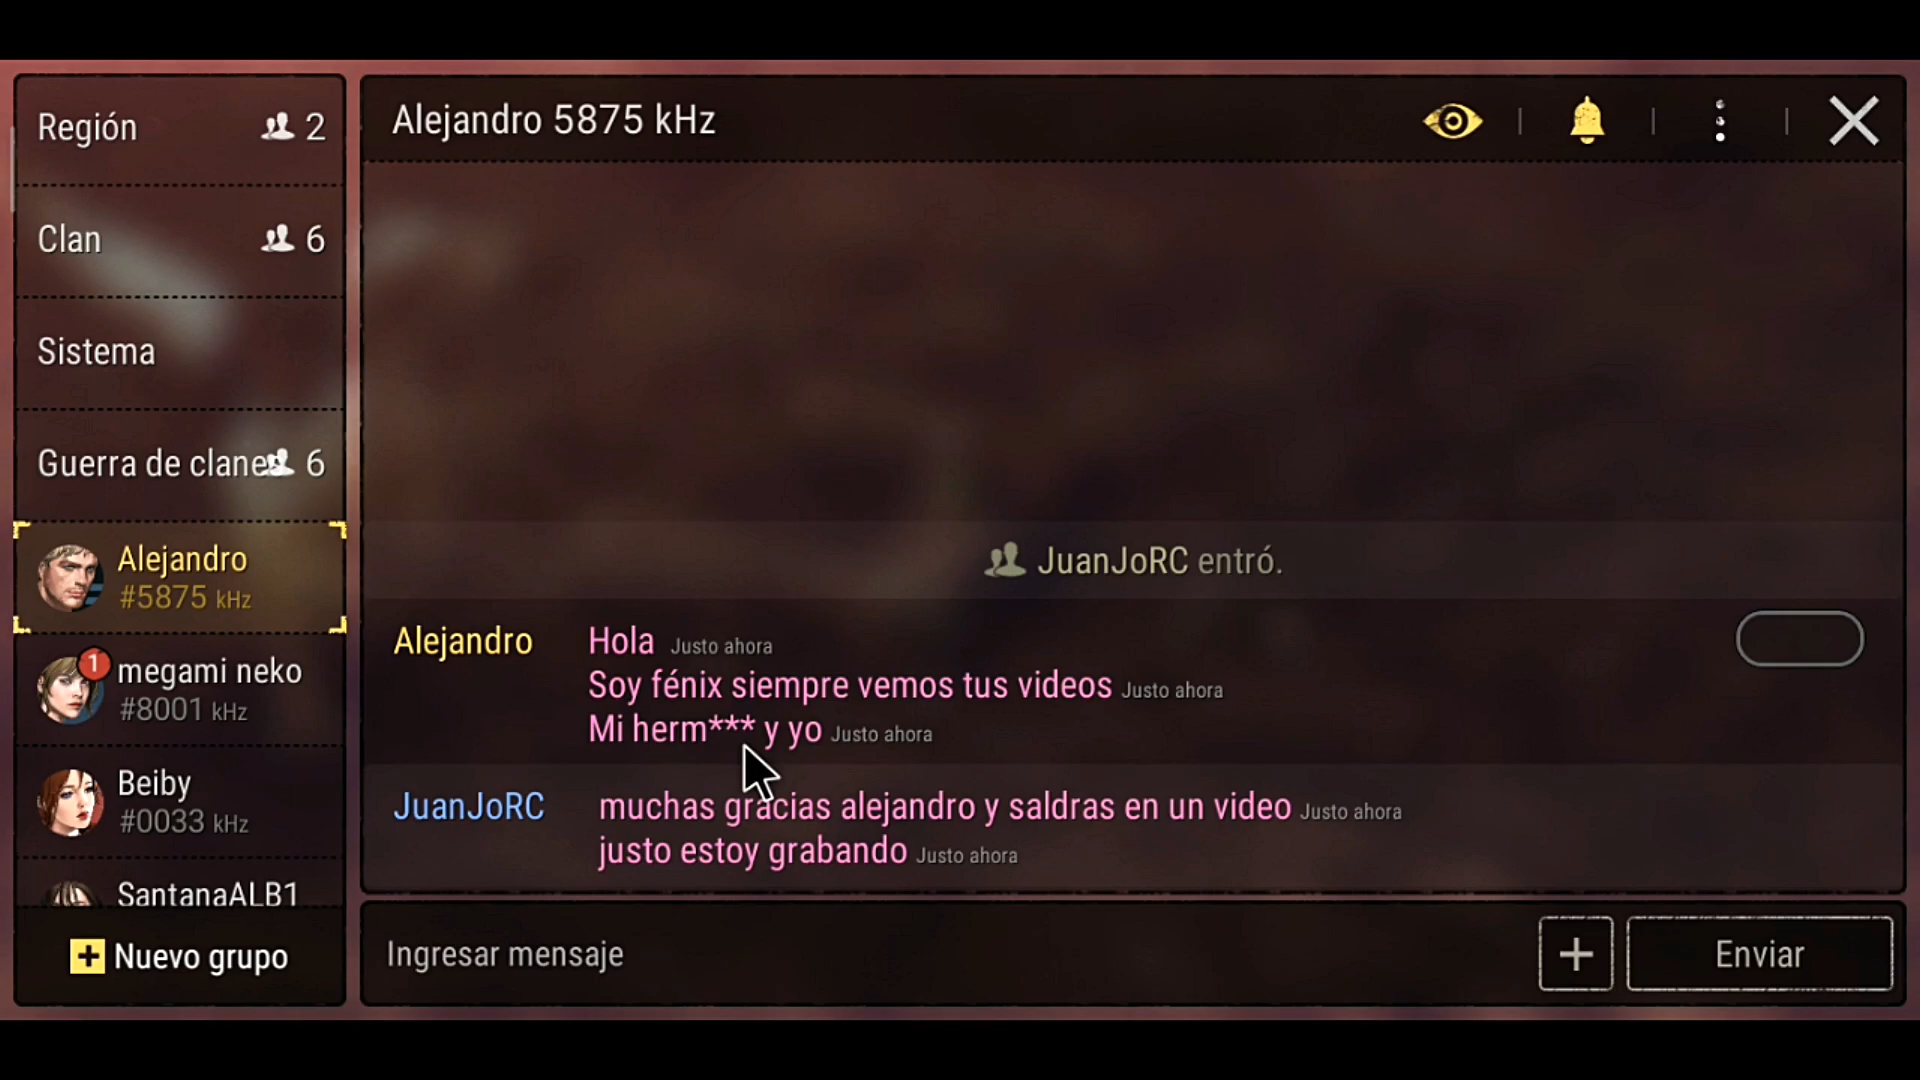 Región 2
Clan 6
Sistema
Guerra de clanes 6
Alejandro
#5875 kHz
1
megami neko
#8001 kHz
Beiby
#0033 kHz
SantanaALB1
Nuevo grupo
Alejandro 5875 kHz
JuanJoRC entró.
Alejandro Hola Justo ahora
Soy fénix siempre vemos tus videos Justo ahora
Mi herm*** y yo Justo ahora
JuanJoRC muchas gracias alejandro y saldras en un video Justo ahora
justo estoy grabando Justo ahora
Ingresar mensaje
Enviar